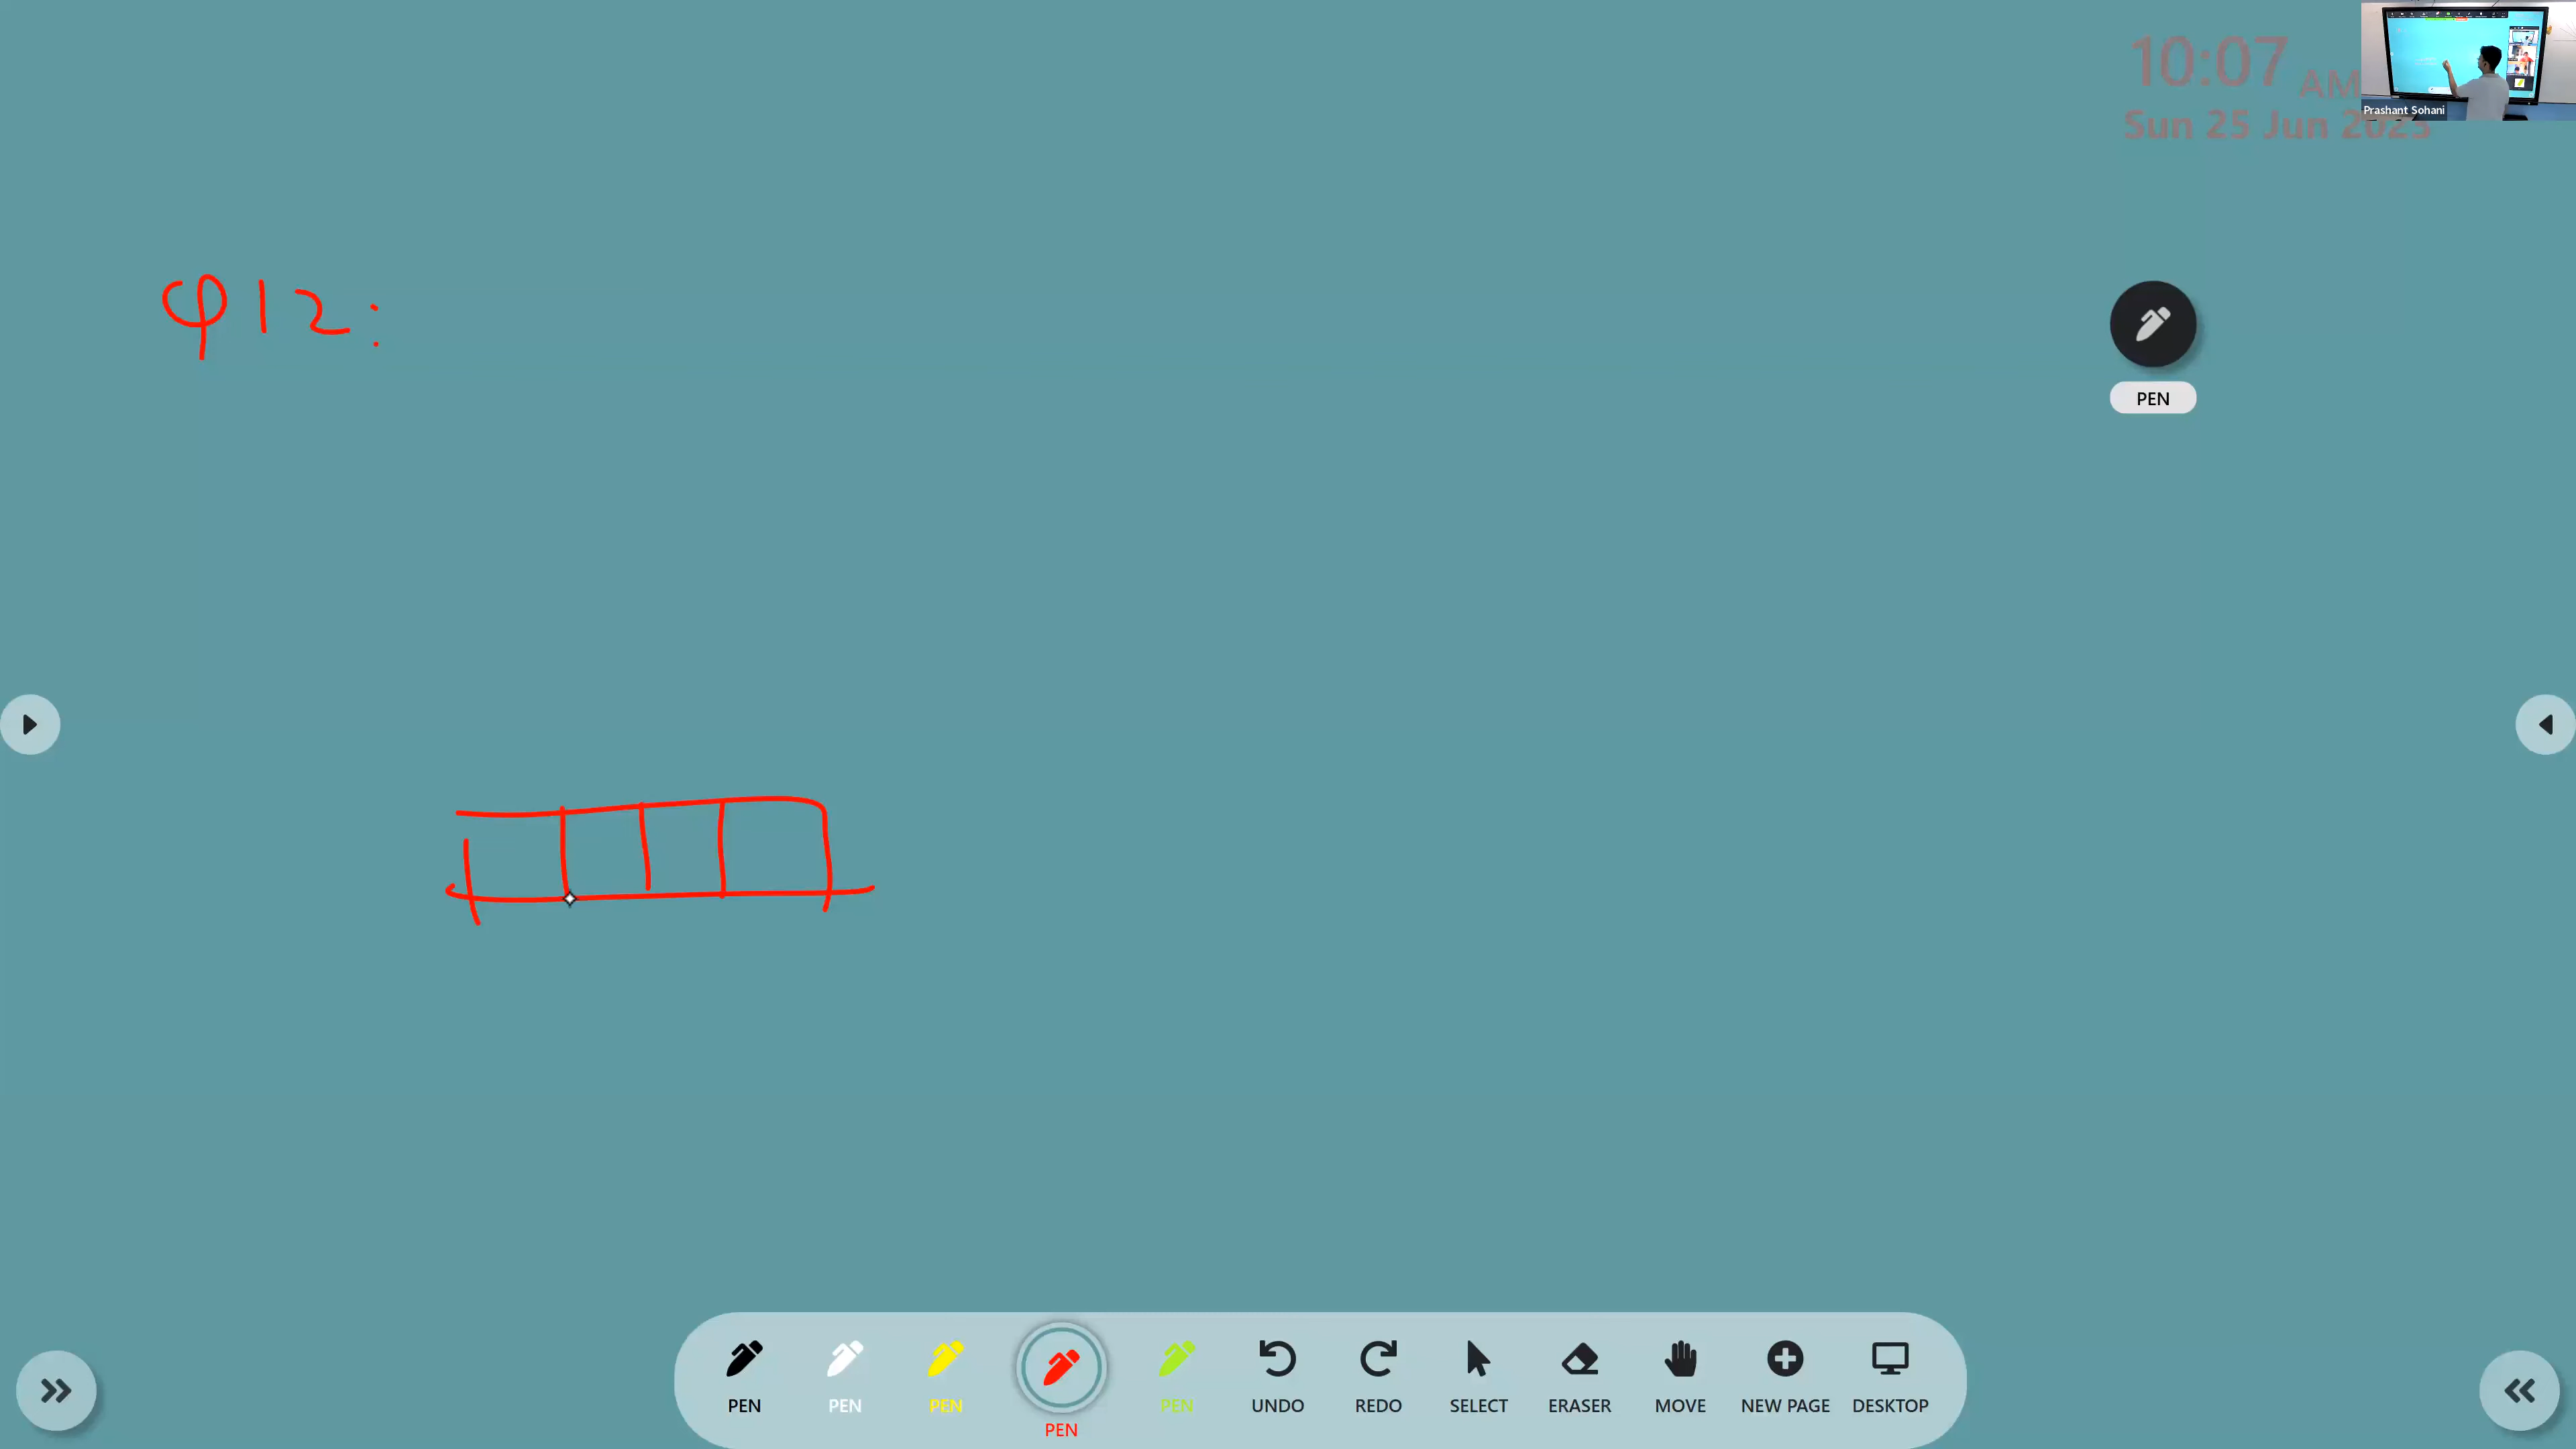 10:07 AM
Prashant Sohani
Sun 25 Jun 2023
φ12:
PEN
PEN PEN PEN PEN PEN UNDO REDO SELECT ERASER MOVE NEW PAGE DESKTOP